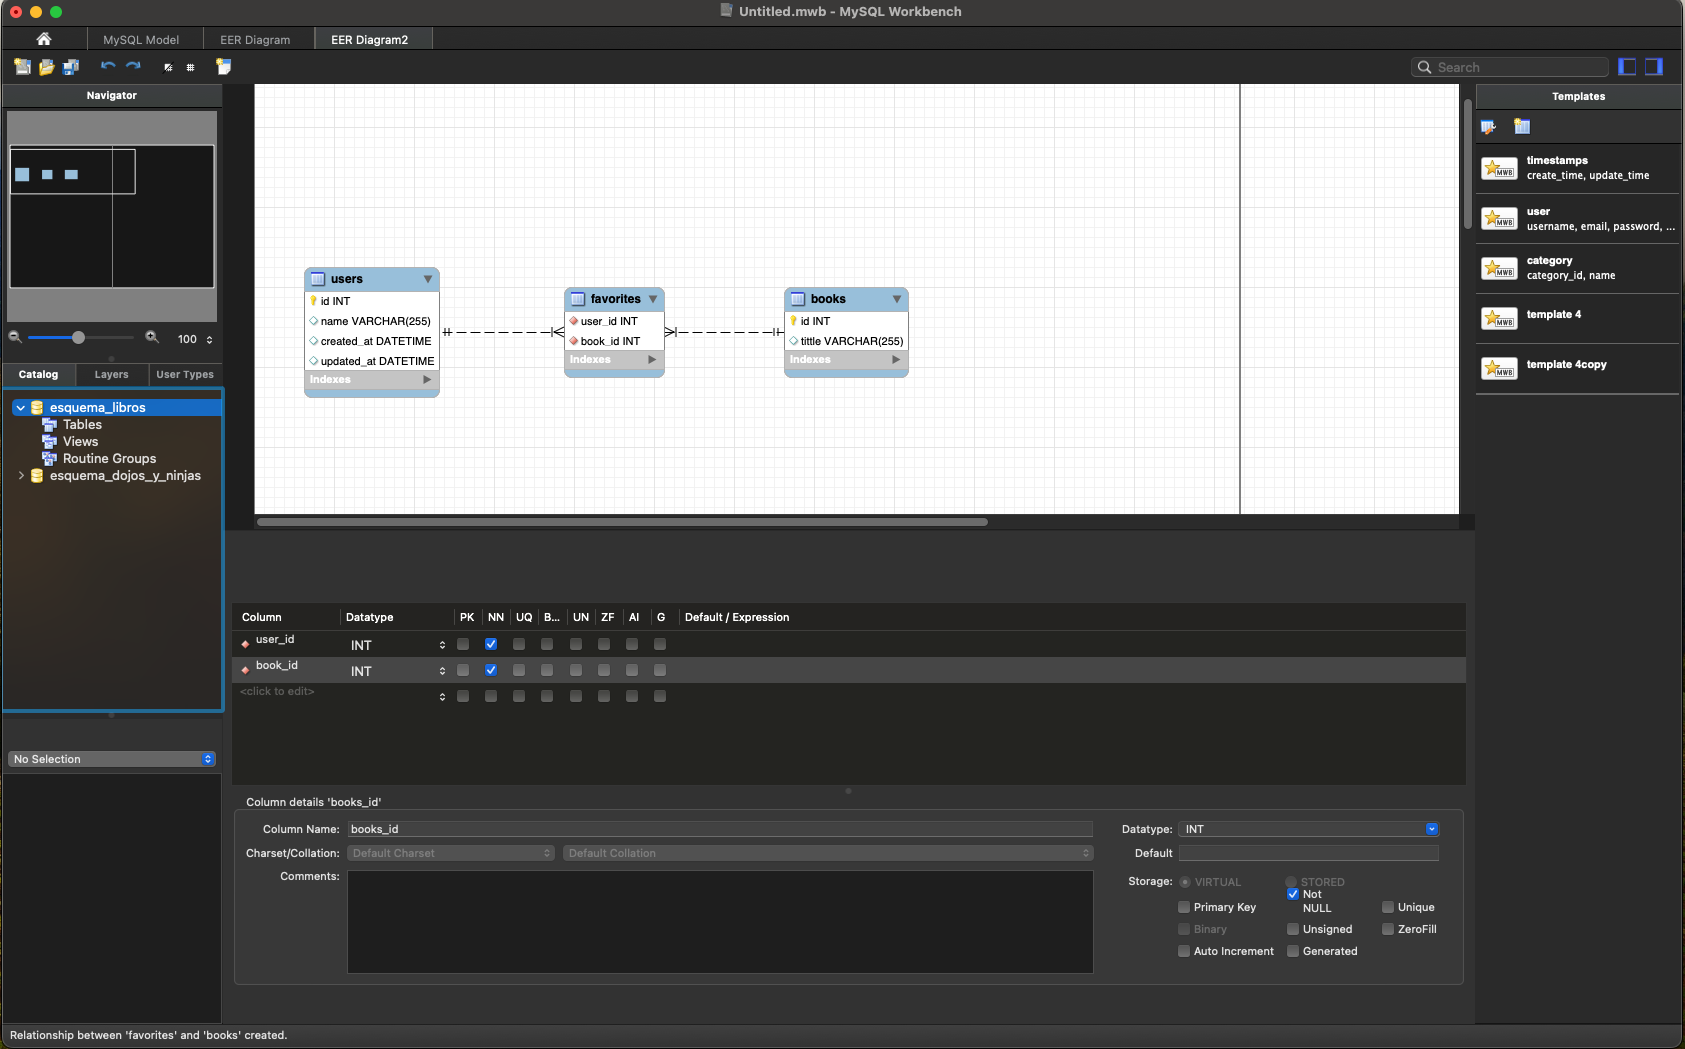 Untitled.mwb - MySQL Workbench
MySQL Model
EER Diagram
EER Diagram2
Search
Navigator
100
Catalog
Layers
User Types
esquema_libros
Tables
Views
Routine Groups
esquema_dojos_y_ninjas
No Selection
users
id INT
name VARCHAR(255)
created_at DATETIME
updated_at DATETIME
Indexes
favorites
user_id INT
book_id INT
Indexes
books
id INT
tittle VARCHAR(255)
Indexes
Templates
MWB
timestamps
create_time, update_time
MWB
user
username, email, password, ...
MWB
category
category_id, name
MWB
template 4
MWB
template 4copy
Column Datatype PK NN UQ B... UN ZF AI G Default / Expression
user_id INT
book_id INT
<click to edit>
Column details 'books_id'
Column Name: books_id
Charset/Collation: Default Charset Default Collation
Comments:
Datatype: INT
Default
Storage: VIRTUAL STORED
Primary Key Not NULL Unique
Binary Unsigned ZeroFill
Auto Increment Generated
Relationship between 'favorites' and 'books' created.